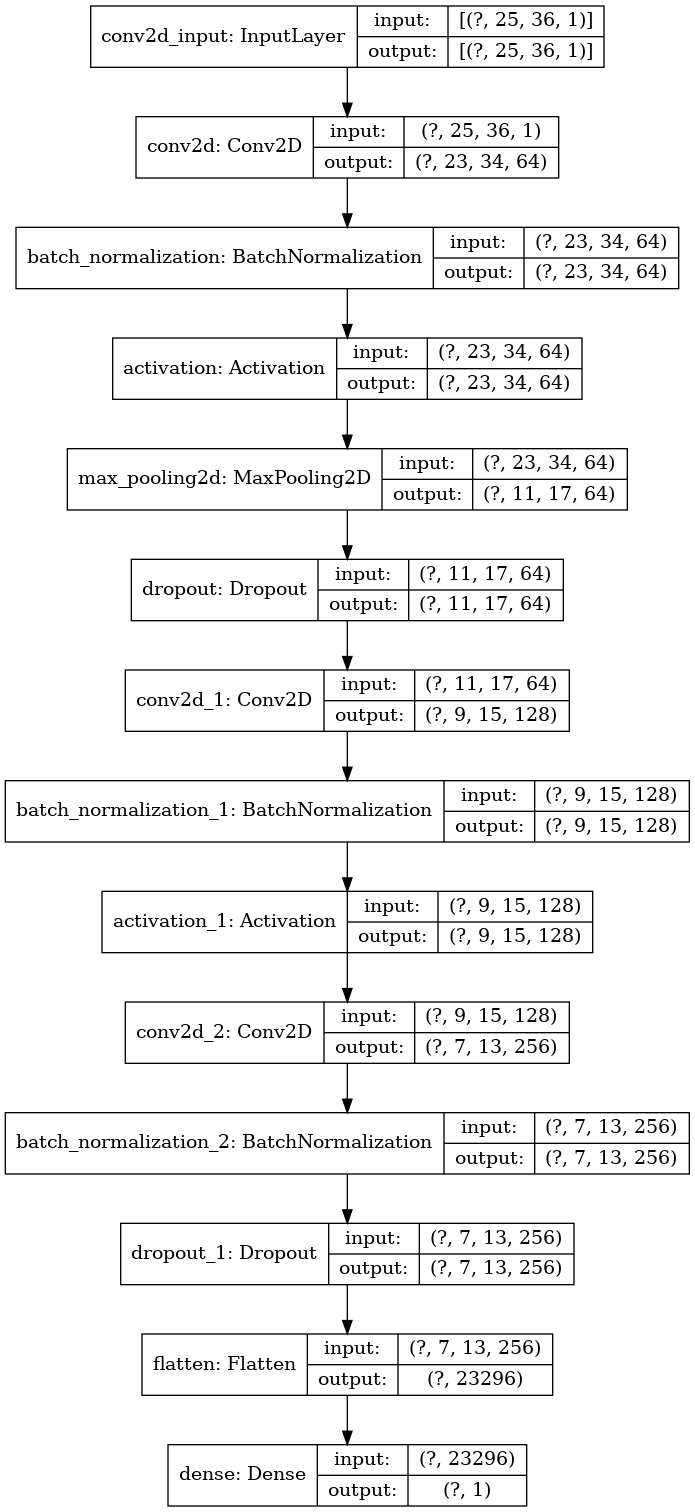 conv2d_input: InputLayer
input: [(?, 25, 36, 1)]
output: [(?, 25, 36, 1)]
conv2d: Conv2D
input: (?, 25, 36, 1)
output: (?, 23, 34, 64)
batch_normalization: BatchNormalization
input: (?, 23, 34, 64)
output: (?, 23, 34, 64)
activation: Activation
input: (?, 23, 34, 64)
output: (?, 23, 34, 64)
max_pooling2d: MaxPooling2D
input: (?, 23, 34, 64)
output: (?, 11, 17, 64)
dropout: Dropout
input: (?, 11, 17, 64)
output: (?, 11, 17, 64)
conv2d_1: Conv2D
input: (?, 11, 17, 64)
output: (?, 9, 15, 128)
batch_normalization_1: BatchNormalization
input: (?, 9, 15, 128)
output: (?, 9, 15, 128)
activation_1: Activation
input: (?, 9, 15, 128)
output: (?, 9, 15, 128)
conv2d_2: Conv2D
input: (?, 9, 15, 128)
output: (?, 7, 13, 256)
batch_normalization_2: BatchNormalization
input: (?, 7, 13, 256)
output: (?, 7, 13, 256)
dropout_1: Dropout
input: (?, 7, 13, 256)
output: (?, 7, 13, 256)
flatten: Flatten
input: (?, 7, 13, 256)
output: (?, 23296)
dense: Dense
input: (?, 23296)
output: (?, 1)